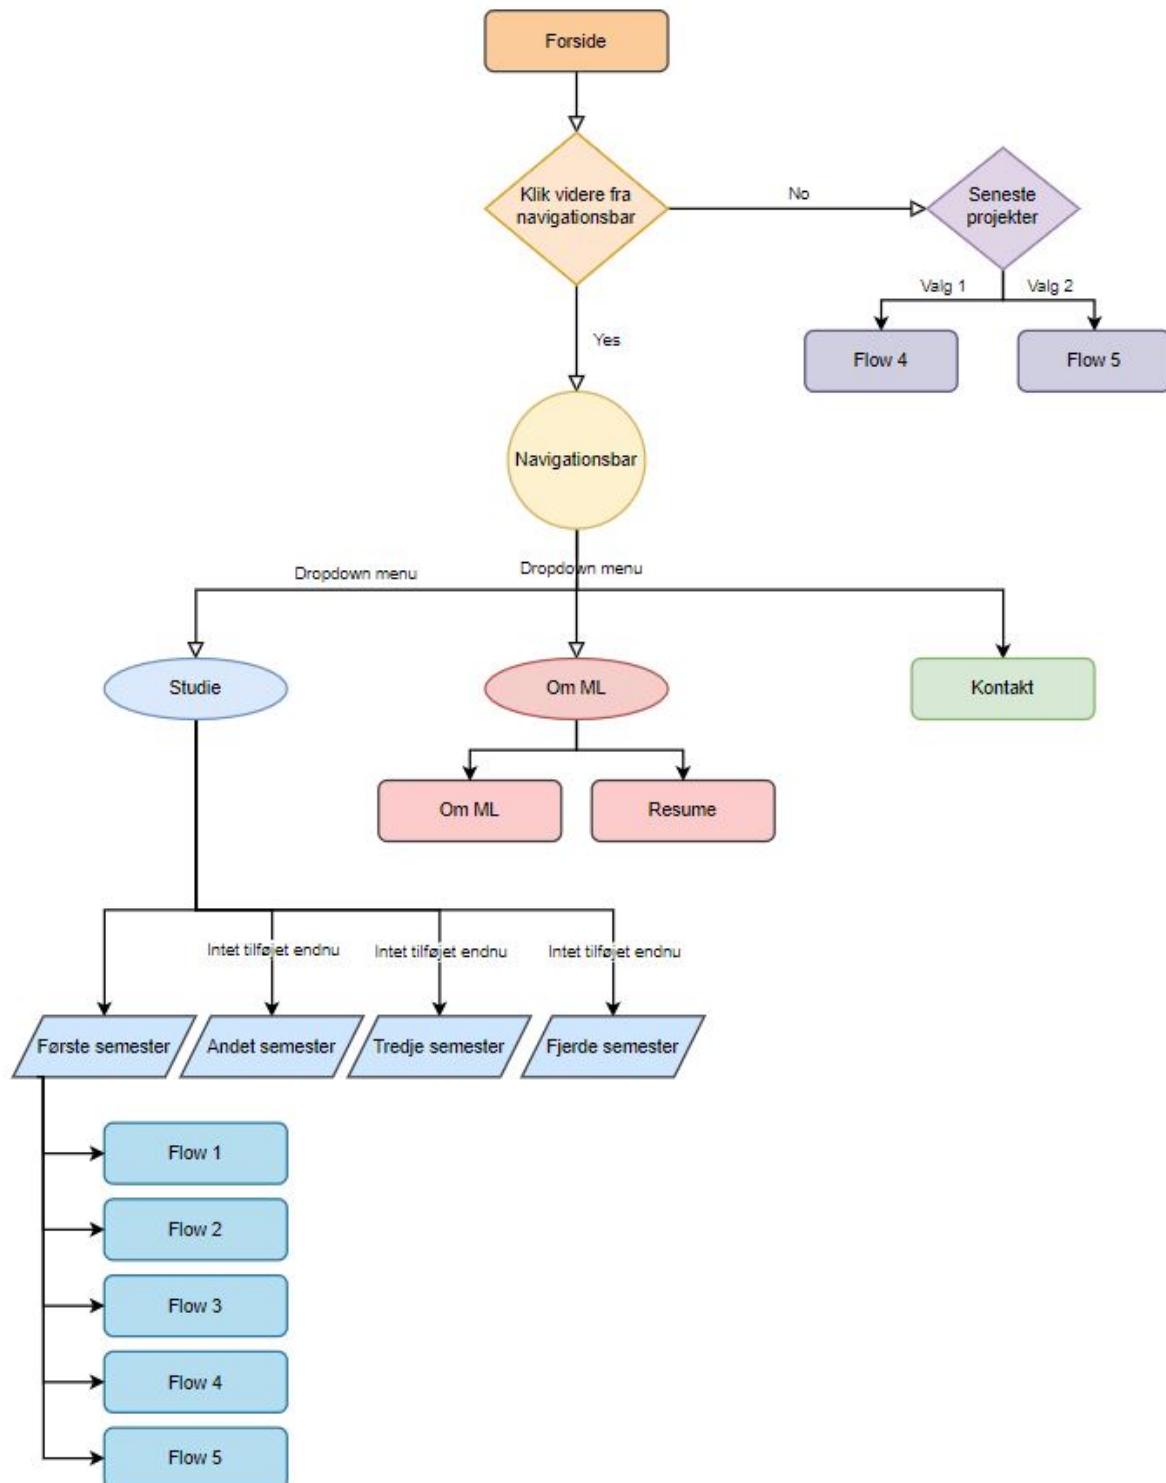 Forside
Klik videre fra
navigationsbar
No
Seneste
projekter
Valg 1
Valg 2
Flow 4
Flow 5
Yes
Navigationsbar
Dropdown menu
Dropdown menu
Studie
Om ML
Kontakt
Om ML
Resume
Intet tilføjet endnu
Intet tilføjet endnu
Intet tilføjet endnu
Første semester
Andet semester
Tredje semester
Fjerde semester
Flow 1
Flow 2
Flow 3
Flow 4
Flow 5